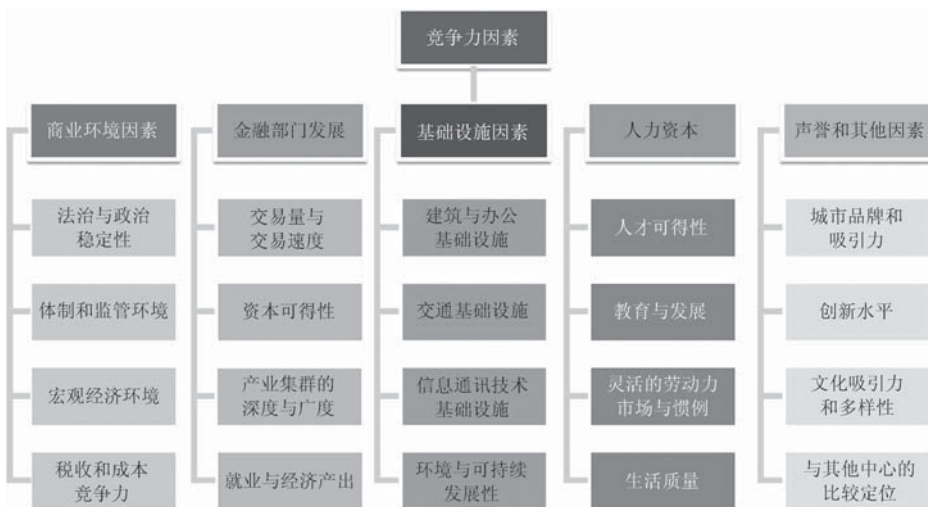 竞争力因素
商业环境因素
法治与政治
稳定性
体制和监管环境
宏观经济环境
税收和成本
竞争力
金融部门发展
交易量与
交易速度
资本可得性
产业集群的
深度与广度
就业与经济产出
基础设施因素
建筑与办公
基础设施
交通基础设施
信息通讯技术
基础设施
环境与可持续
发展性
人力资本
人才可得性
教育与发展
灵活的劳动力
市场与惯例
生活质量
声誉和其他因素
城市品牌和
吸引力
创新水平
文化吸引力
和多样性
与其他中心的
比较定位